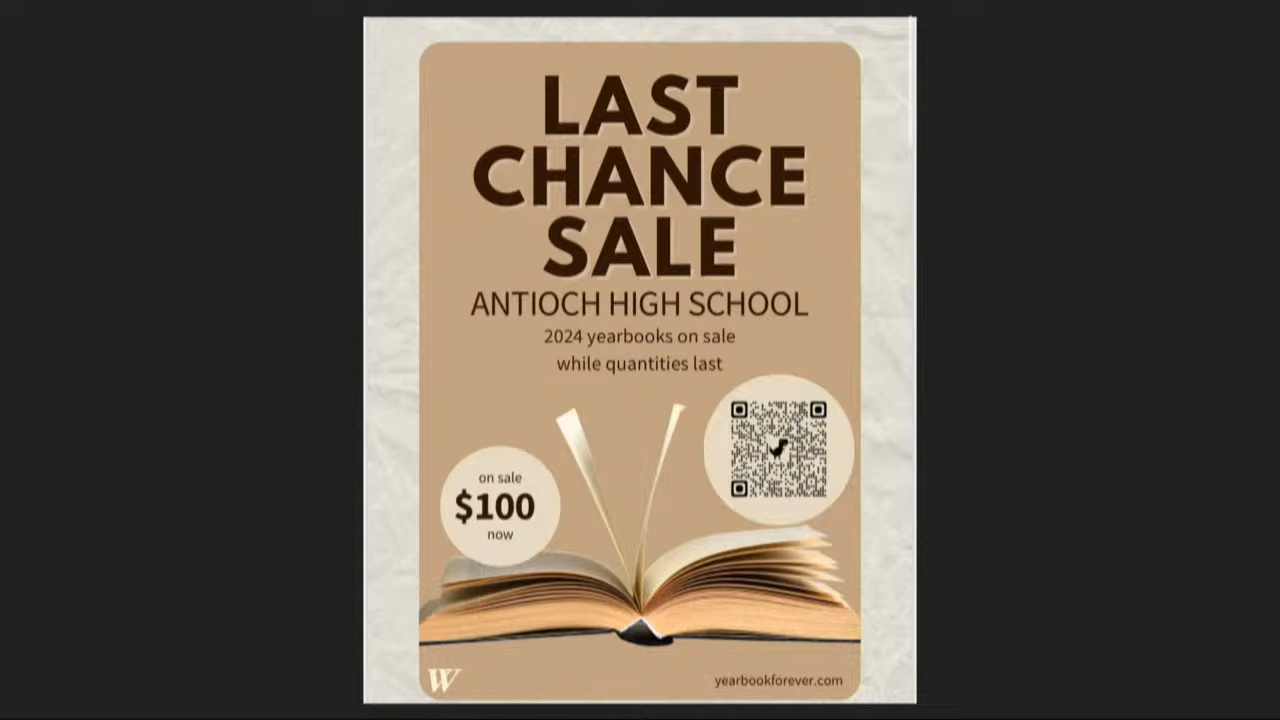 LAST
CHANCE
SALE
ANTIOCH HIGH SCHOOL
2024 yearbooks on sale
while quantities last
on sale
$100
now
W
yearbookforever.com